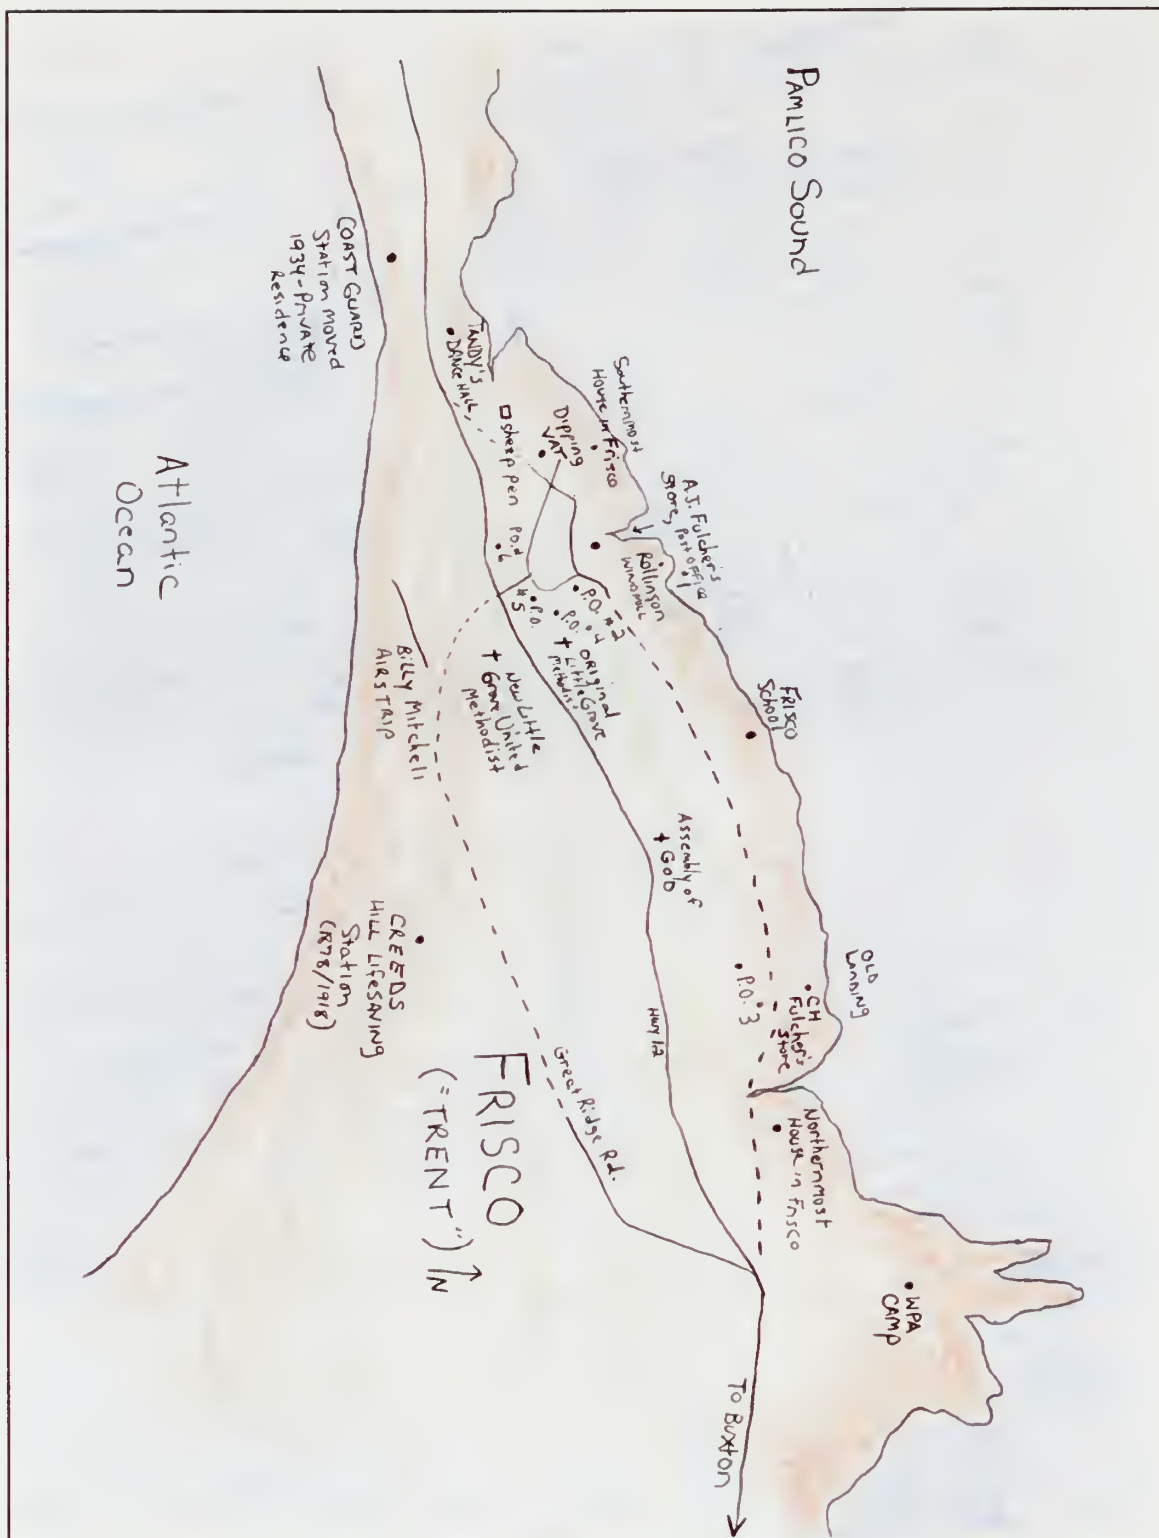 PAMLICO SOUND
Southernmost
House in Frisco
A.J. Fulcher's
Store, Post Office
1
Rollinson
WINDMILL
FRISCO
School
OLD
LANDING
CH
Fulcher's
Store
P.O. 3
Northernmost
House in Frisco
WPA
CAMP
TANDY'S
DANCE HALL
Dipping
VAT
sheep pen
P.O.#
6
P.O. #2
P.O. 4
P.O.
#5
ORIGINAL
Little Grove
Methodist
New Little
Grove United
Methodist
Assembly of
GOD
Hwy 12
Great Ridge Rd.
To Buxton
COAST GUARD
Station Moved
1934-Private
Residence
Billy Mitchell
AIRSTRIP
CREEDS
HILL Lifesaving
Station
(1878/1918)
FRISCO
("TRENT")
N
Atlantic
Ocean